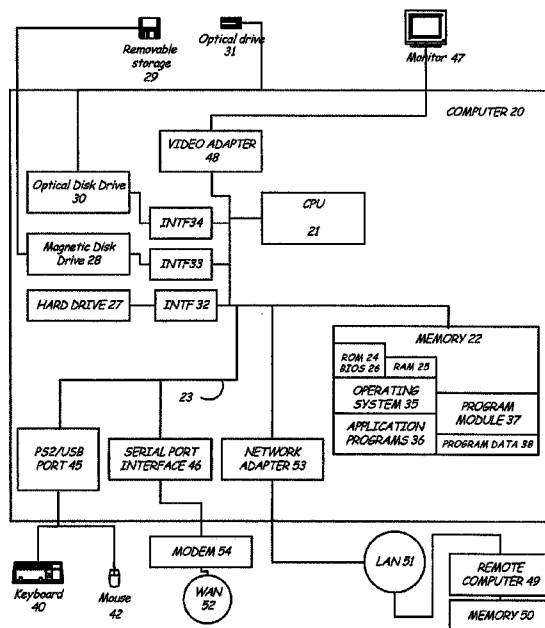 Removable
storage
29
Optical drive
31
Monitor 47
COMPUTER 20
VIDEO ADAPTER
48
Optical Disk Drive
30
INTF34
CPU
21
Magnetic Disk
Drive 28
INTF33
HARD DRIVE 27
INTF 32
MEMORY 22
ROM 24
BIOS 26
RAM 25
OPERATING
SYSTEM 35
PROGRAM
MODULE 37
APPLICATION
PROGRAMS 36
PROGRAM DATA 38
23
PS2/USB
PORT 45
SERIAL PORT
INTERFACE 46
NETWORK
ADAPTER 53
MODEM 54
LAN 51
REMOTE
COMPUTER 49
MEMORY 50
Keyboard
40
Mouse
42
WAN
52